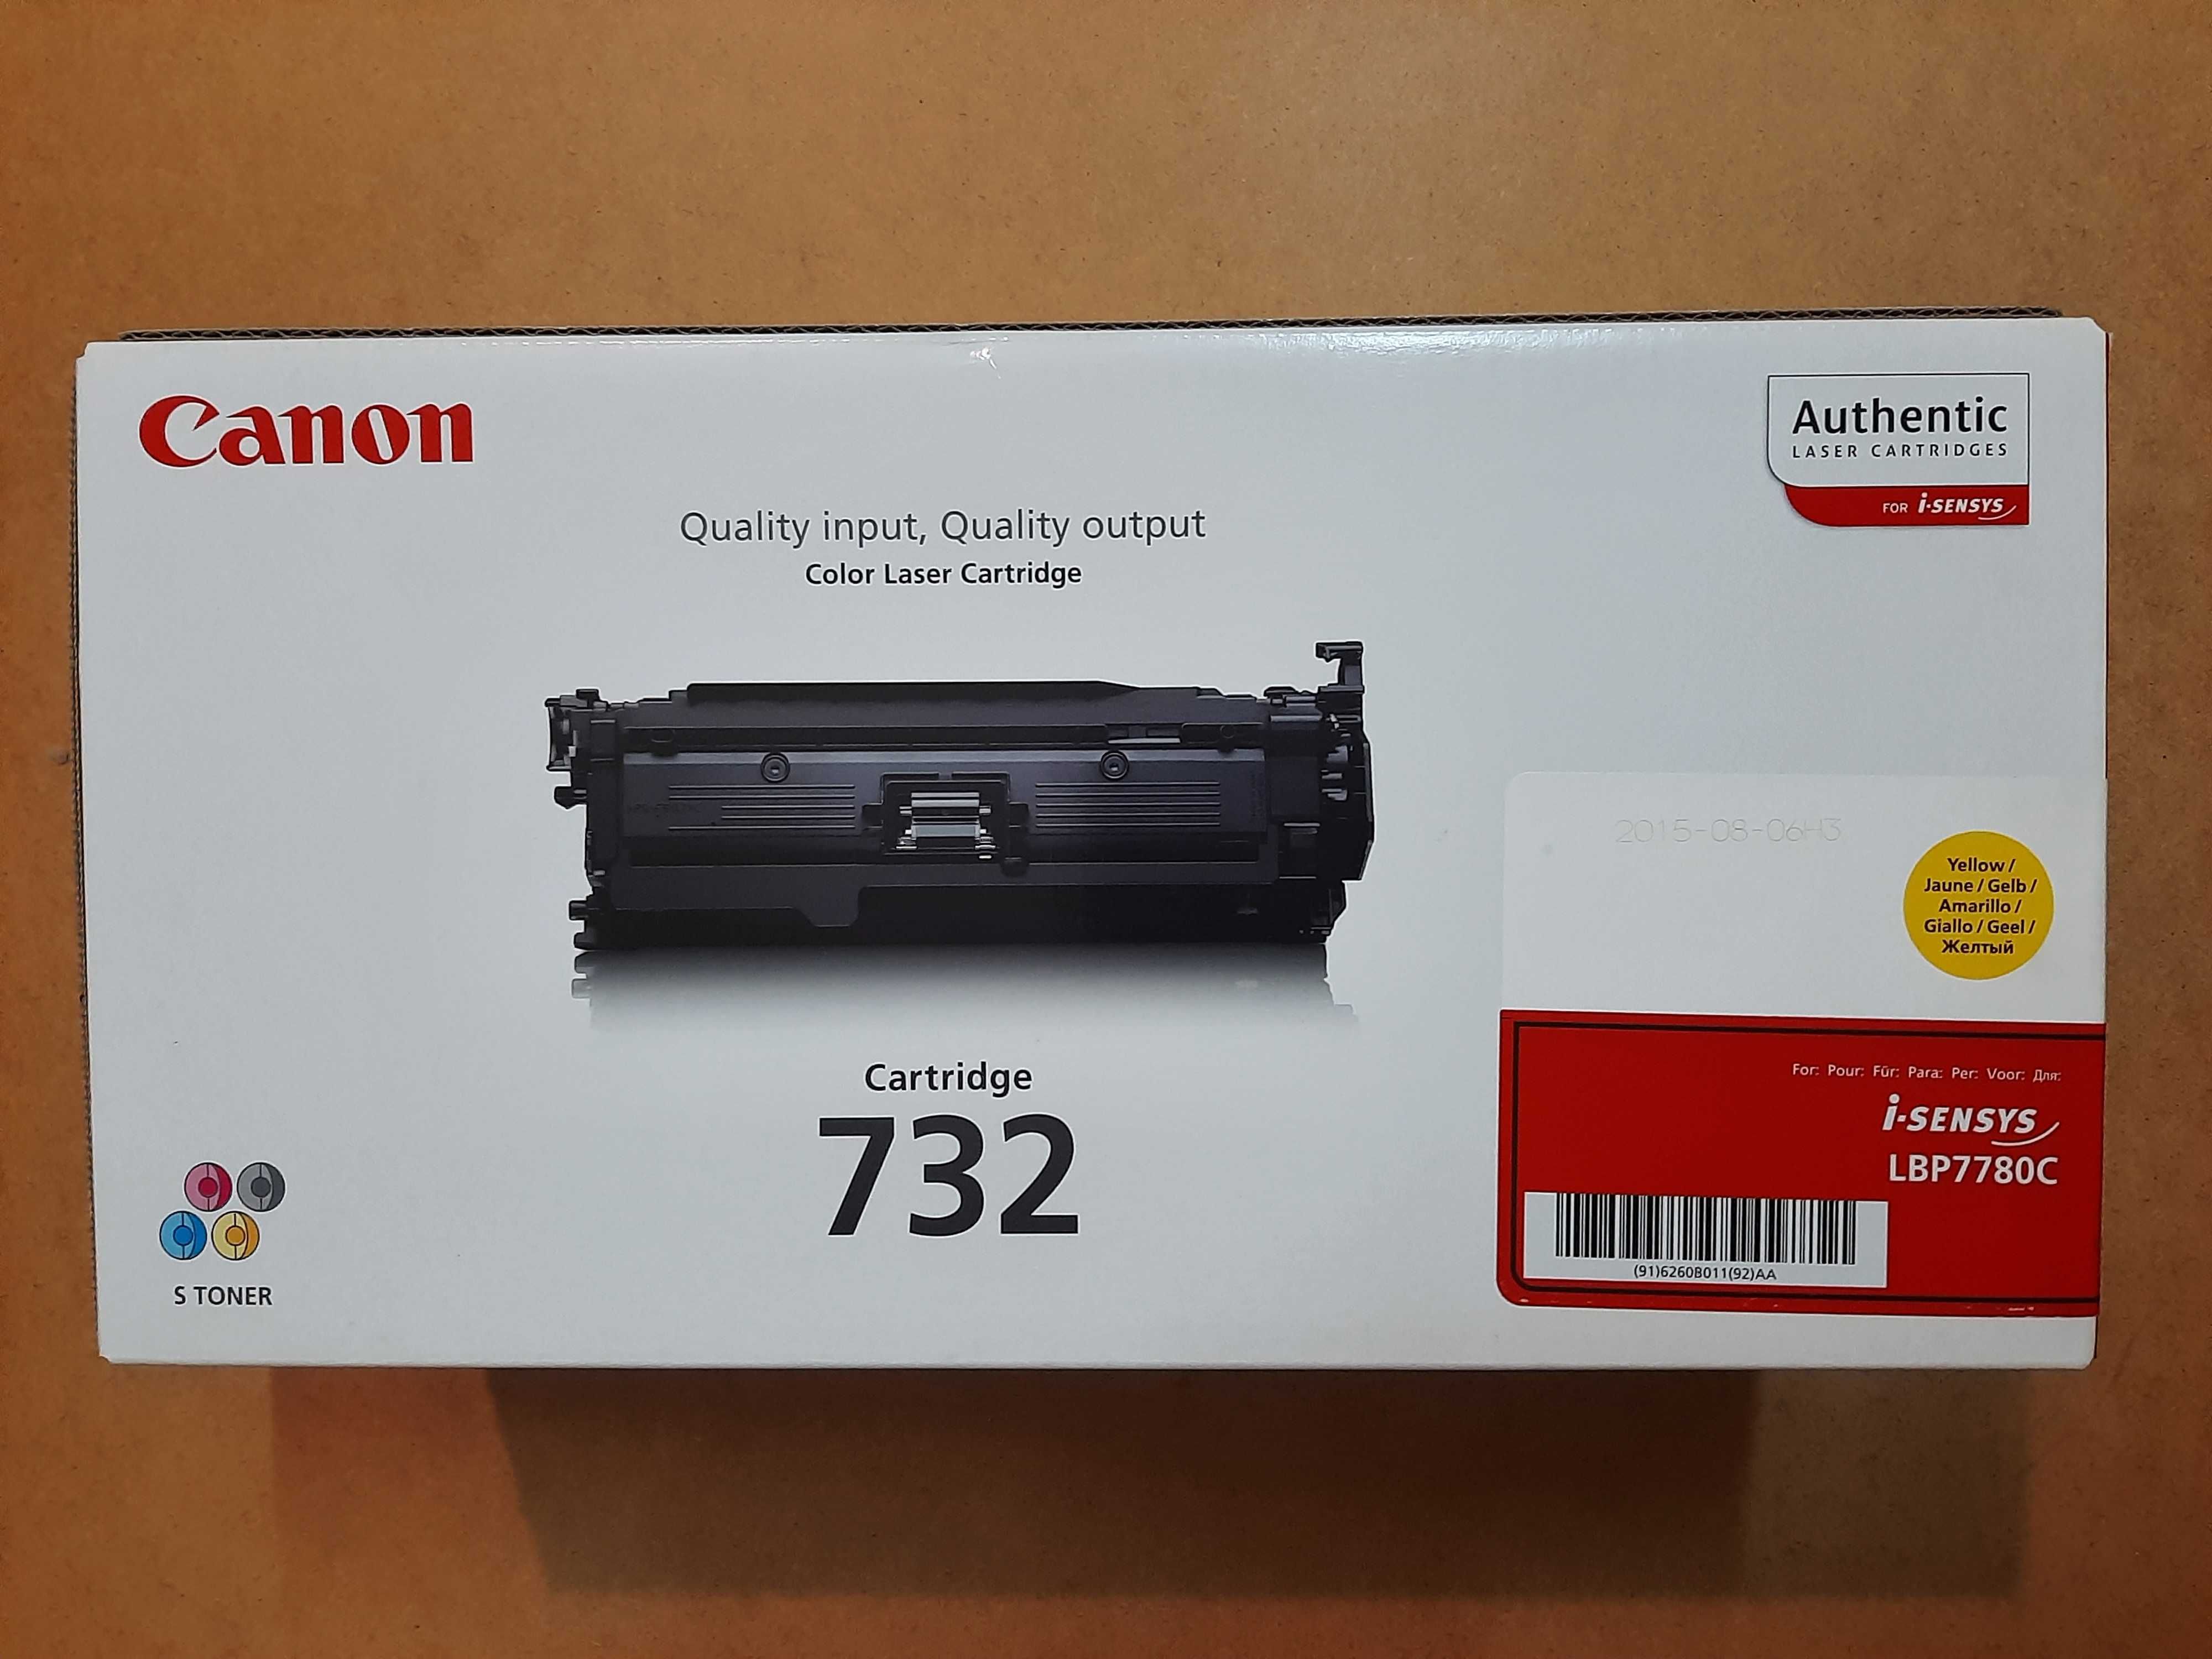 Canon
Authentic
LASER CARTRIDGES
FOR i-SENSYS
Quality input, Quality output
Color Laser Cartridge
2015-08-06H3
Yellow /
Jaune / Gelb /
Amarillo /
Giallo / Geel /
Желтый
Cartridge
732
For: Pour: Für: Para: Per: Voor: Для:
i-SENSYS
LBP7780C
(91)6260B011(92)AA
S TONER